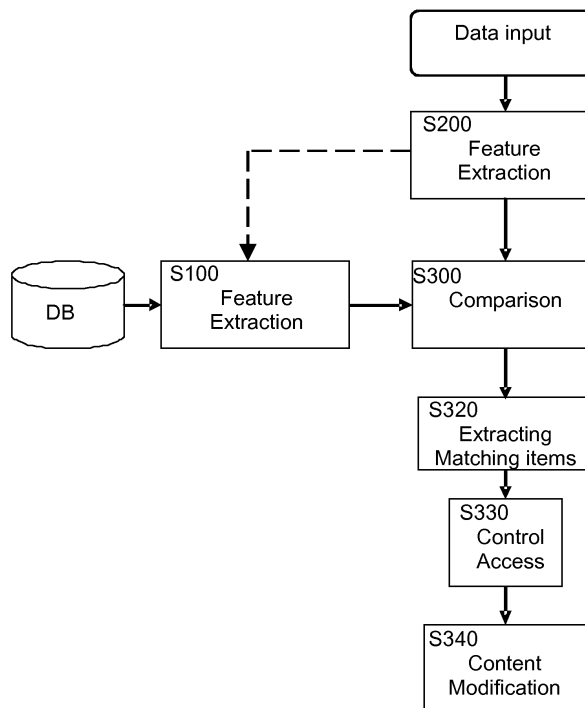 Data input
S200
Feature
Extraction
S100
Feature
Extraction
DB
S300
Comparison
S320
Extracting
Matching items
S330
Control
Access
S340
Content
Modification